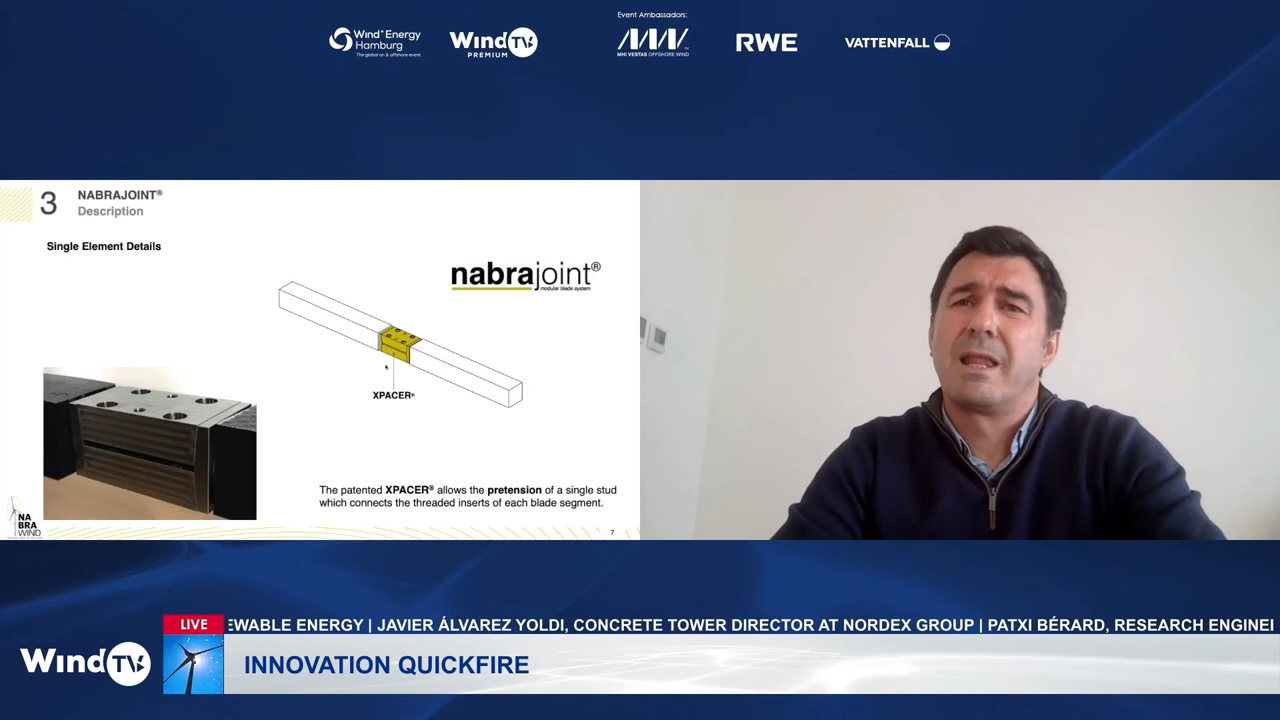 Event Ambassadors:
Wind Energy
Hamburg
The global on & offshore event
WindTV
PREMIUM
MHI VESTAS OFFSHORE WIND
RWE
VATTENFALL
3
NABRAJOINT®
Description
Single Element Details
nabrajoint®
modular blade system
XPACER®
The patented XPACER® allows the pretension of a single stud
which connects the threaded inserts of each blade segment.
NA
BRA
WIND
7
LIVE
EWABLE ENERGY | JAVIER ÁLVAREZ YOLDI, CONCRETE TOWER DIRECTOR AT NORDEX GROUP | PATXI BÉRARD, RESEARCH ENGINE
WindTV
INNOVATION QUICKFIRE